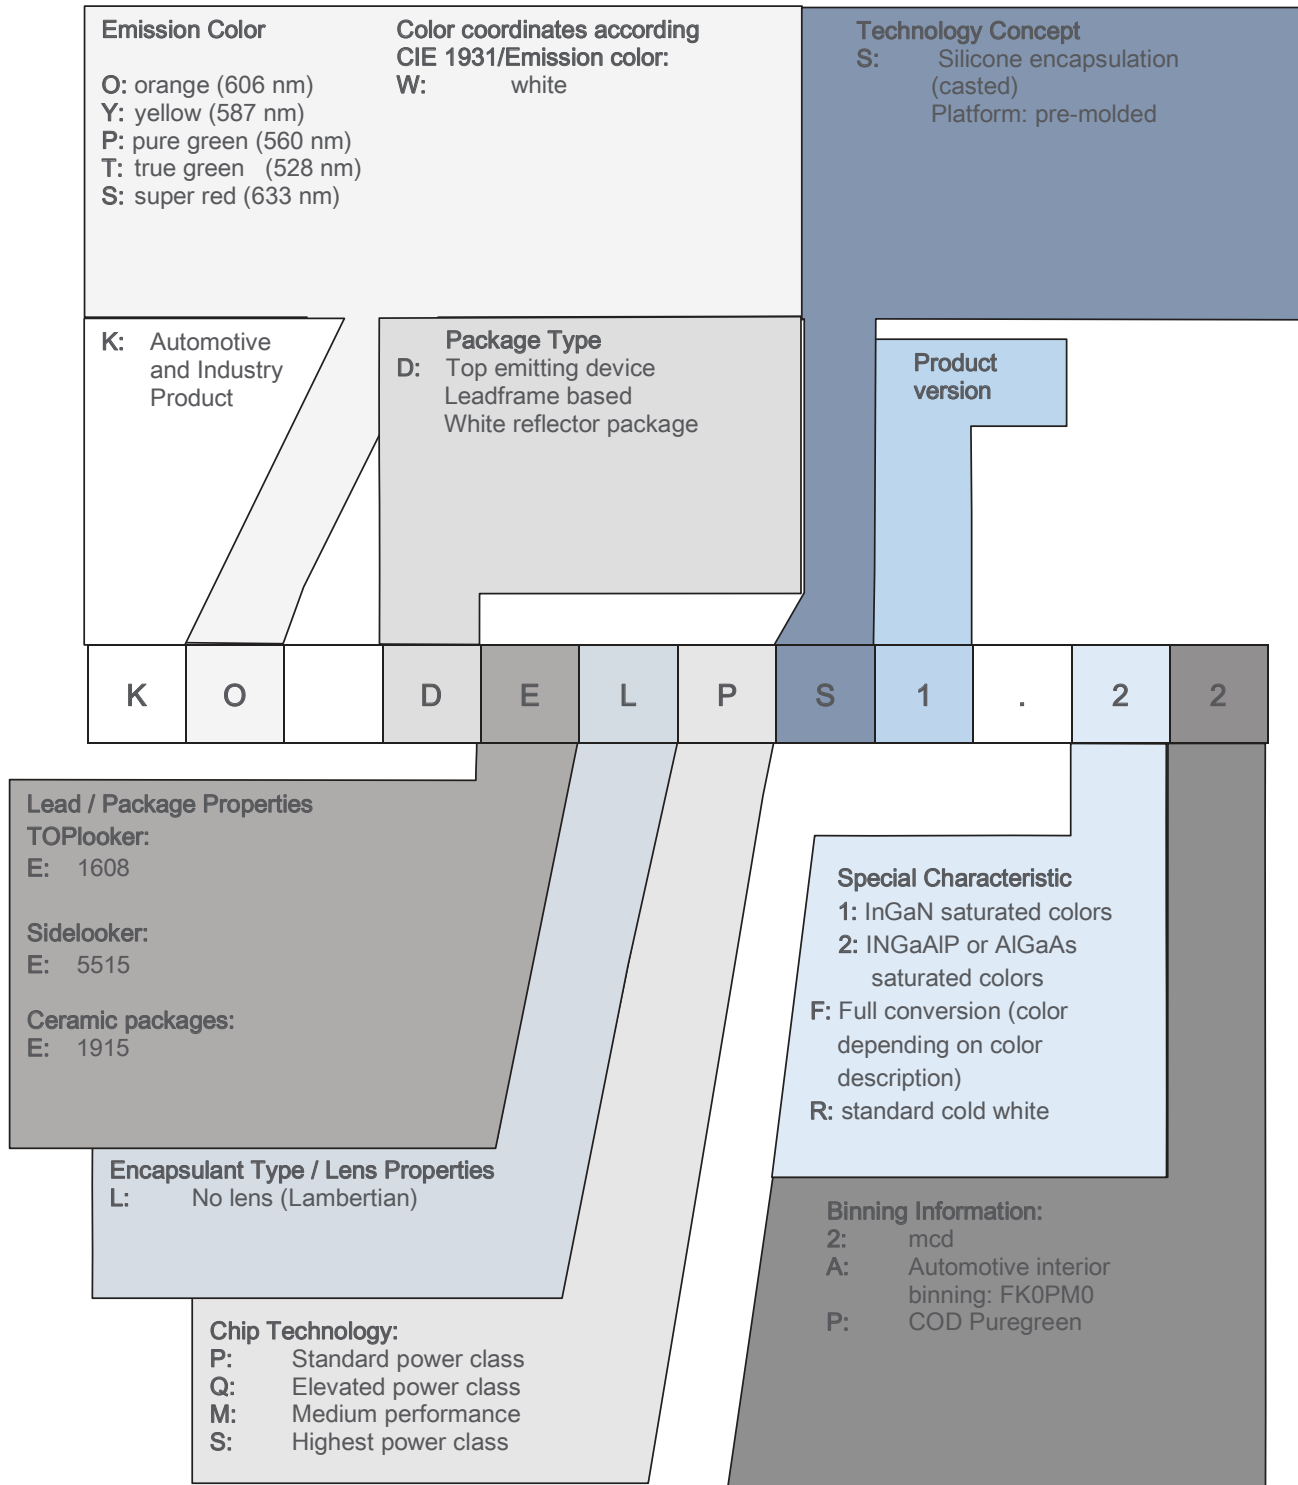 Emission Color
O: orange (606 nm)
Y: yellow (587 nm)
P: pure green (560 nm)
T: true green (528 nm)
S: super red (633 nm)
Color coordinates according
CIE 1931/Emission color:
W: white
Technology Concept
S: Silicone encapsulation
(casted)
Platform: pre-molded
K: Automotive
and Industry
Product
Package Type
D: Top emitting device
Leadframe based
White reflector package
Product
version
K O D E L P S 1 . 2 2
Lead / Package Properties
TOPlooker:
E: 1608
Sidelooker:
E: 5515
Ceramic packages:
E: 1915
Encapsulant Type / Lens Properties
L: No lens (Lambertian)
Chip Technology:
P: Standard power class
Q: Elevated power class
M: Medium performance
S: Highest power class
Special Characteristic
1: InGaN saturated colors
2: INGaAlP or AlGaAs
saturated colors
F: Full conversion (color
depending on color
description)
R: standard cold white
Binning Information:
2: mcd
A: Automotive interior
binning: FK0PM0
P: COD Puregreen